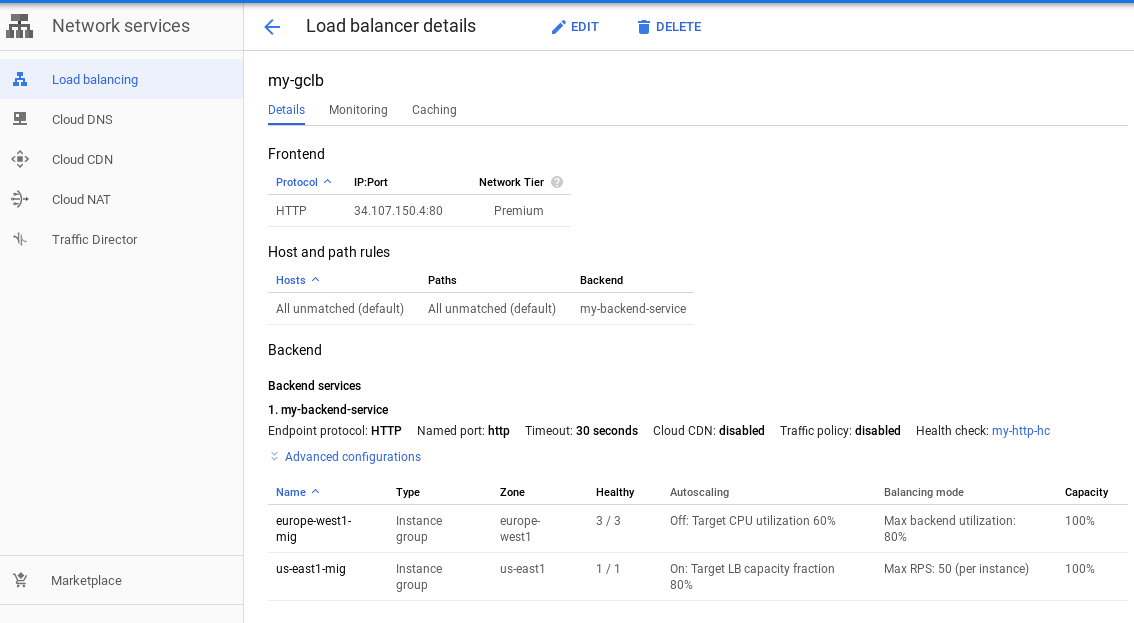 Network services
Load balancer details
EDIT
DELETE
Load balancing
Cloud DNS
Cloud CDN
Cloud NAT
Traffic Director
Marketplace
my-gclb
Details Monitoring Caching
Frontend
Protocol IP:Port Network Tier ?
HTTP 34.107.150.4:80 Premium
Host and path rules
Hosts Paths Backend
All unmatched (default) All unmatched (default) my-backend-service
Backend
Backend services
1. my-backend-service
Endpoint protocol: HTTP Named port: http Timeout: 30 seconds Cloud CDN: disabled Traffic policy: disabled Health check: my-http-hc
Advanced configurations
Name Type Zone Healthy Autoscaling Balancing mode Capacity
europe-west1- Instance europe- 3 / 3 Off: Target CPU utilization 60% Max backend utilization: 100%
mig group west1 80%
us-east1-mig Instance us-east1 1 / 1 On: Target LB capacity fraction Max RPS: 50 (per instance) 100%
group 80%